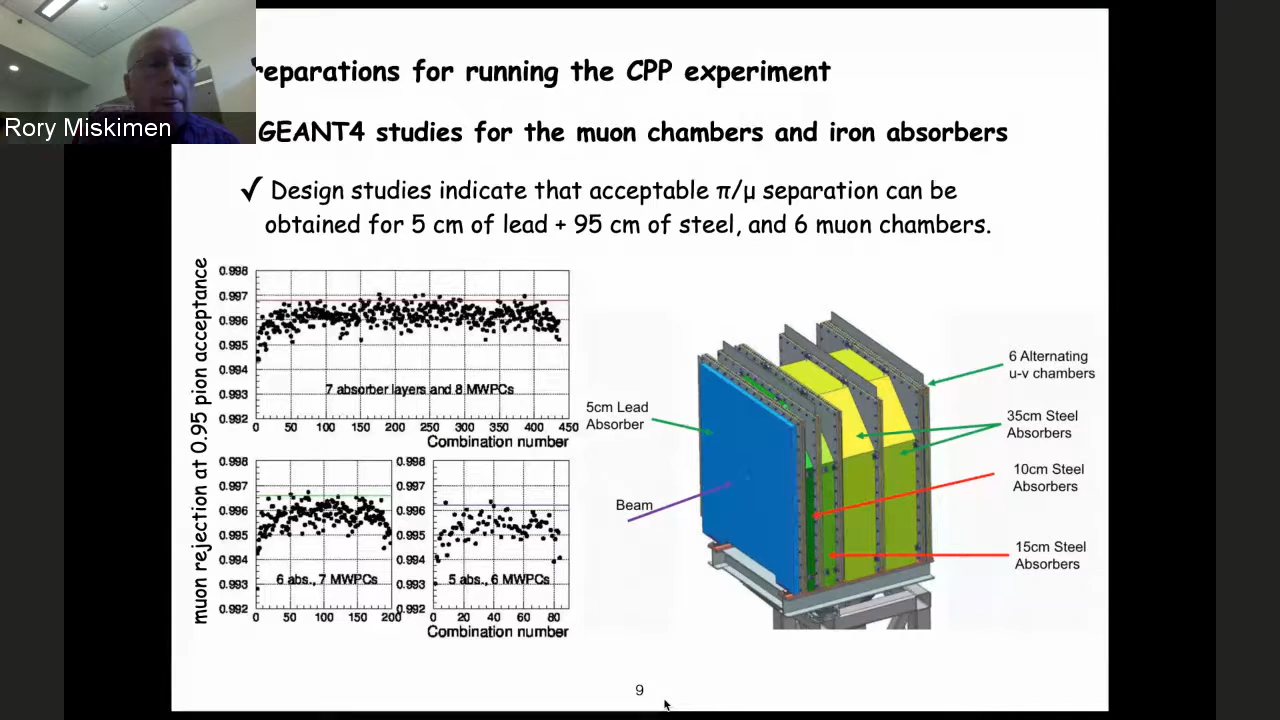 Rory Miskimen
reparations for running the CPP experiment
GEANT4 studies for the muon chambers and iron absorbers
✓ Design studies indicate that acceptable π/μ separation can be
obtained for 5 cm of lead + 95 cm of steel, and 6 muon chambers.
muon rejection at 0.95 pion acceptance
0.998
0.997
0.996
0.995
0.994
0.993
0.992
7 absorber layers and 8 MWPCs
0 50 100 150 200 250 300 350 400 450
Combination number
0.998
0.997
0.996
0.995
0.994
0.993
0.992
6 abs., 7 MWPCs
0 50 100 150 200
0.998
0.997
0.996
0.995
0.994
0.993
0.992
5 abs., 6 MWPCs
0 20 40 60 80
Combination number
5cm Lead
Absorber
Beam
6 Alternating
u-v chambers
35cm Steel
Absorbers
10cm Steel
Absorbers
15cm Steel
Absorbers
9